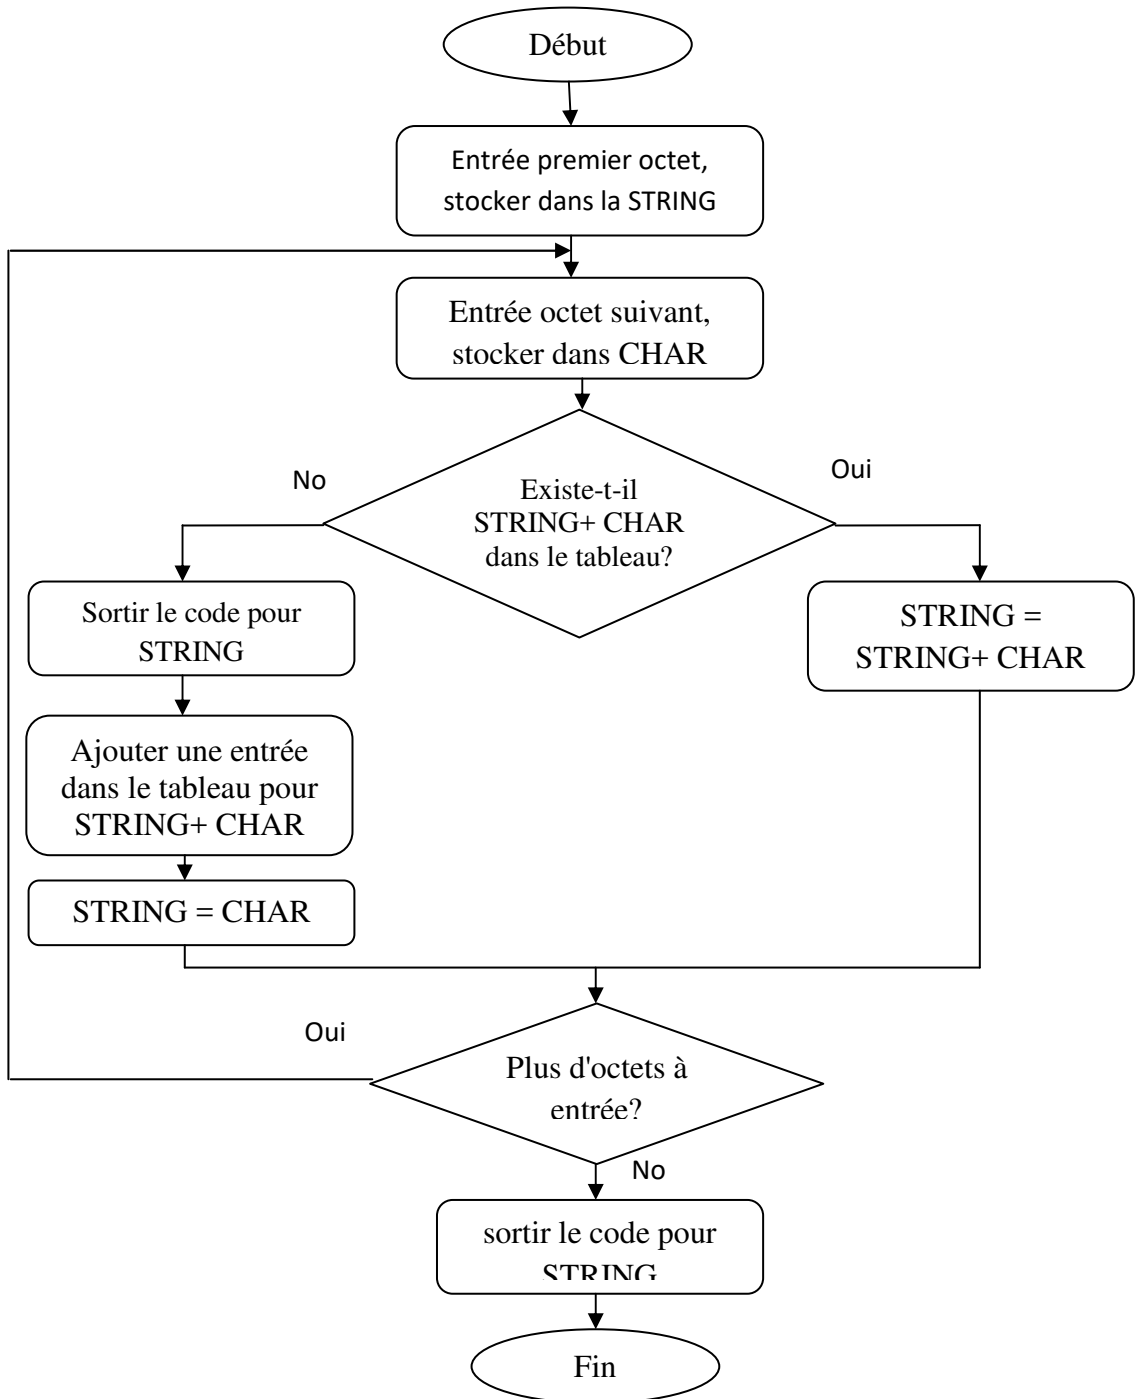 Début
Entrée premier octet,
stocker dans la STRING
Entrée octet suivant,
stocker dans CHAR
No
Oui
Existe-t-il
STRING+ CHAR
dans le tableau?
Sortir le code pour
STRING
STRING =
STRING+ CHAR
Ajouter une entrée
dans le tableau pour
STRING+ CHAR
STRING = CHAR
Oui
Plus d'octets à
entrée?
No
sortir le code pour
STRING
Fin